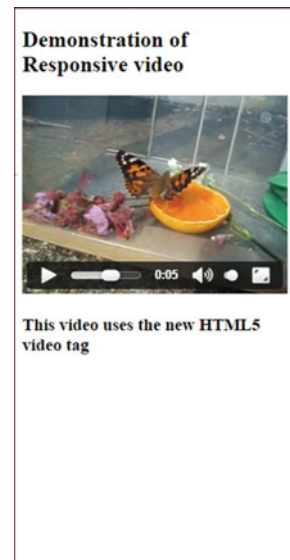 Demonstration of
Responsive video
0:05
This video uses the new HTML5
video tag